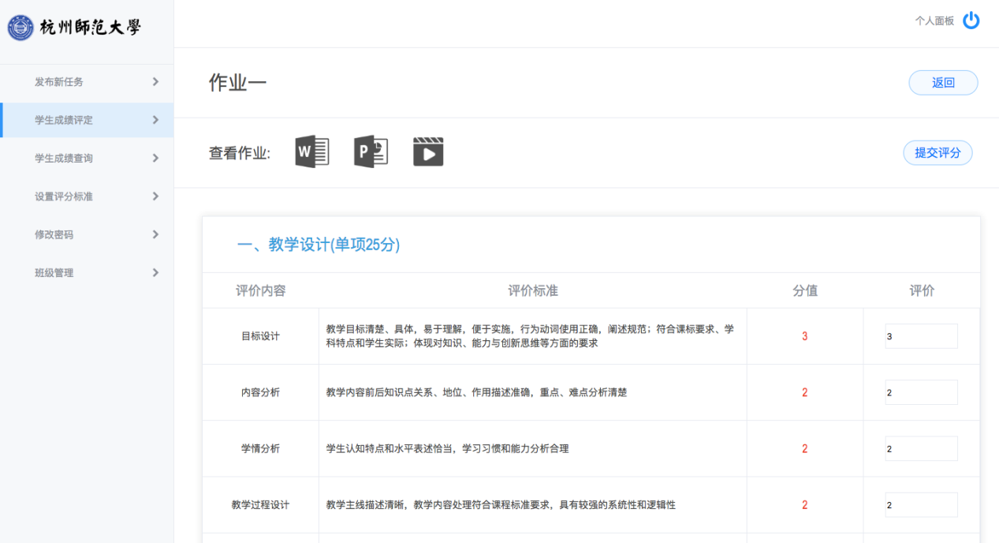 杭州師范大學
个人面板
发布新任务
学生成绩评定
学生成绩查询
设置评分标准
修改密码
班级管理
作业一
返回
查看作业:
W
P
提交评分
一、教学设计(单项25分)
评价内容 评价标准 分值 评价
目标设计
教学目标清楚、具体，易于理解，便于实施，行为动词使用正确，阐述规范；符合课标要求、学
科特点和学生实际；体现对知识、能力与创新思维等方面的要求
3
3
内容分析
教学内容前后知识点关系、地位、作用描述准确，重点、难点分析清楚
2
2
学情分析
学生认知特点和水平表述恰当，学习习惯和能力分析合理
2
2
教学过程设计
教学主线描述清晰，教学内容处理符合课程标准要求，具有较强的系统性和逻辑性
2
2